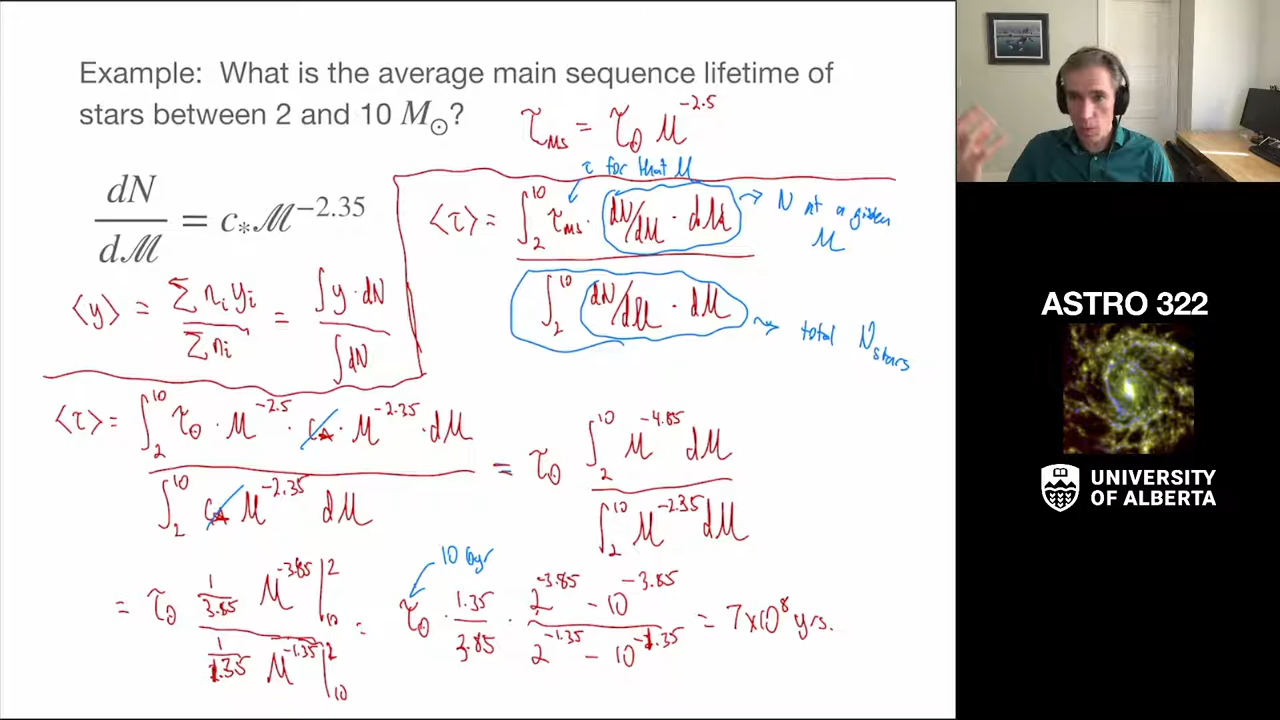 Example: What is the average main sequence lifetime of
stars between 2 and 10 M⊙?
τ_MS = τ⊙ M^-2.5
dN/dM = c* M^-2.35
τ for that M
⟨τ⟩ = ∫_2^10 τ_MS · dN/dM · dM / ∫_2^10 dN/dM · dM
N at a given
M
total N stars
⟨y⟩ = Σ n_i y_i / Σ n_i = ∫ y · dN / ∫ dN
⟨τ⟩ = ∫_2^10 τ⊙ · M^-2.5 · c* · M^-2.35 · dM / ∫_2^10 c* M^-2.35 dM = τ⊙ ∫_2^10 M^-4.85 dM / ∫_2^10 M^-2.35 dM
10 Gyr
= τ⊙ 1/3.85 M^-3.85 |_10^2 / 1/1.35 M^-1.35 |_10^2 = τ⊙ · 1.35/3.85 · 2^-3.85 - 10^-3.85 / 2^-1.35 - 10^-1.35 = 7×10^8 yrs.
ASTRO 322
UNIVERSITY
OF ALBERTA